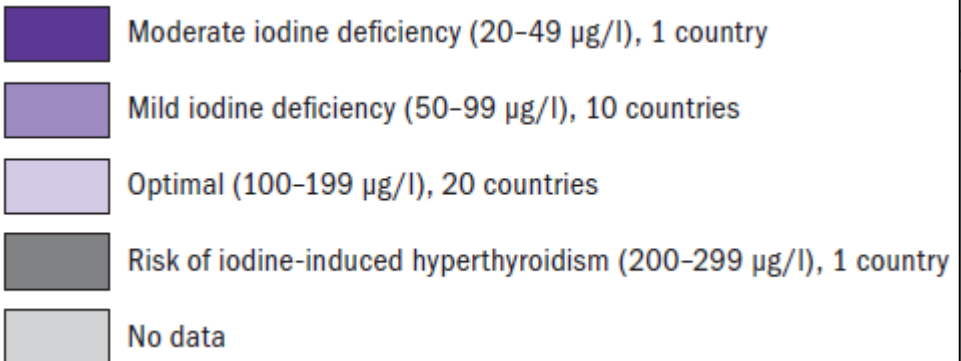 Moderate iodine deficiency (20–49 µg/l), 1 country
Mild iodine deficiency (50–99 µg/l), 10 countries
Optimal (100–199 µg/l), 20 countries
Risk of iodine-induced hyperthyroidism (200–299 µg/l), 1 country
No data